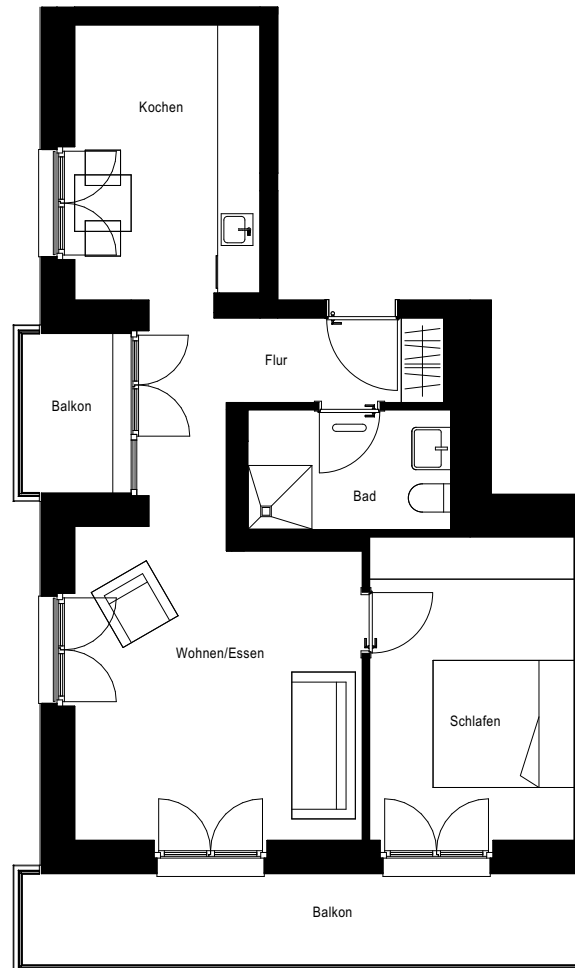 Kochen
Flur
Balkon
Bad
Wohnen/Essen
Schlafen
Balkon